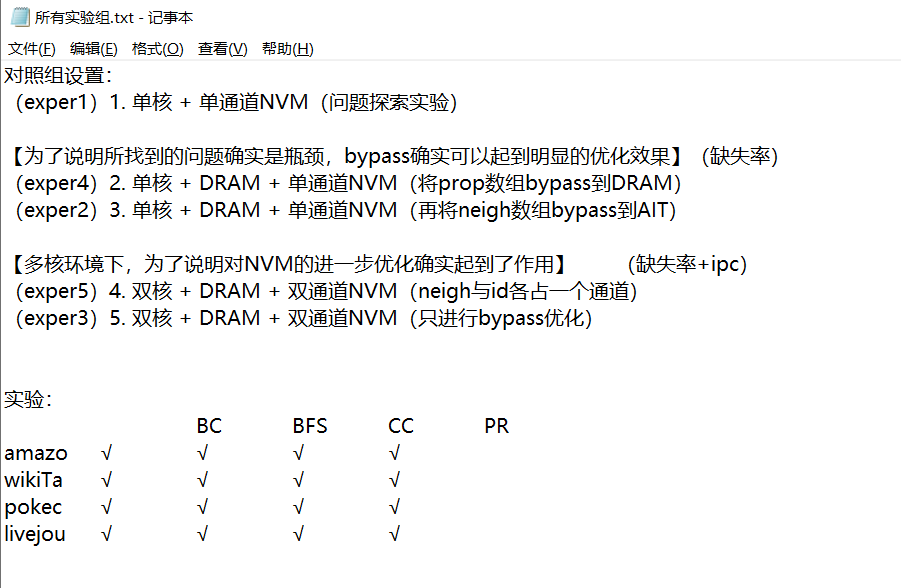 所有实验组.txt - 记事本
文件(F) 编辑(E) 格式(O) 查看(V) 帮助(H)
对照组设置：
（exper1）1. 单核 + 单通道NVM（问题探索实验）
【为了说明所找到的问题确实是瓶颈，bypass确实可以起到明显的优化效果】（缺失率）
（exper4）2. 单核 + DRAM + 单通道NVM（将prop数组bypass到DRAM）
（exper2）3. 单核 + DRAM + 单通道NVM（再将neigh数组bypass到AIT）
【多核环境下，为了说明对NVM的进一步优化确实起到了作用】 （缺失率+ipc）
（exper5）4. 双核 + DRAM + 双通道NVM（neigh与id各占一个通道）
（exper3）5. 双核 + DRAM + 双通道NVM（只进行bypass优化）
实验：
BC BFS CC PR
amazo √ √ √ √
wikiTa √ √ √ √
pokec √ √ √ √
livejou √ √ √ √